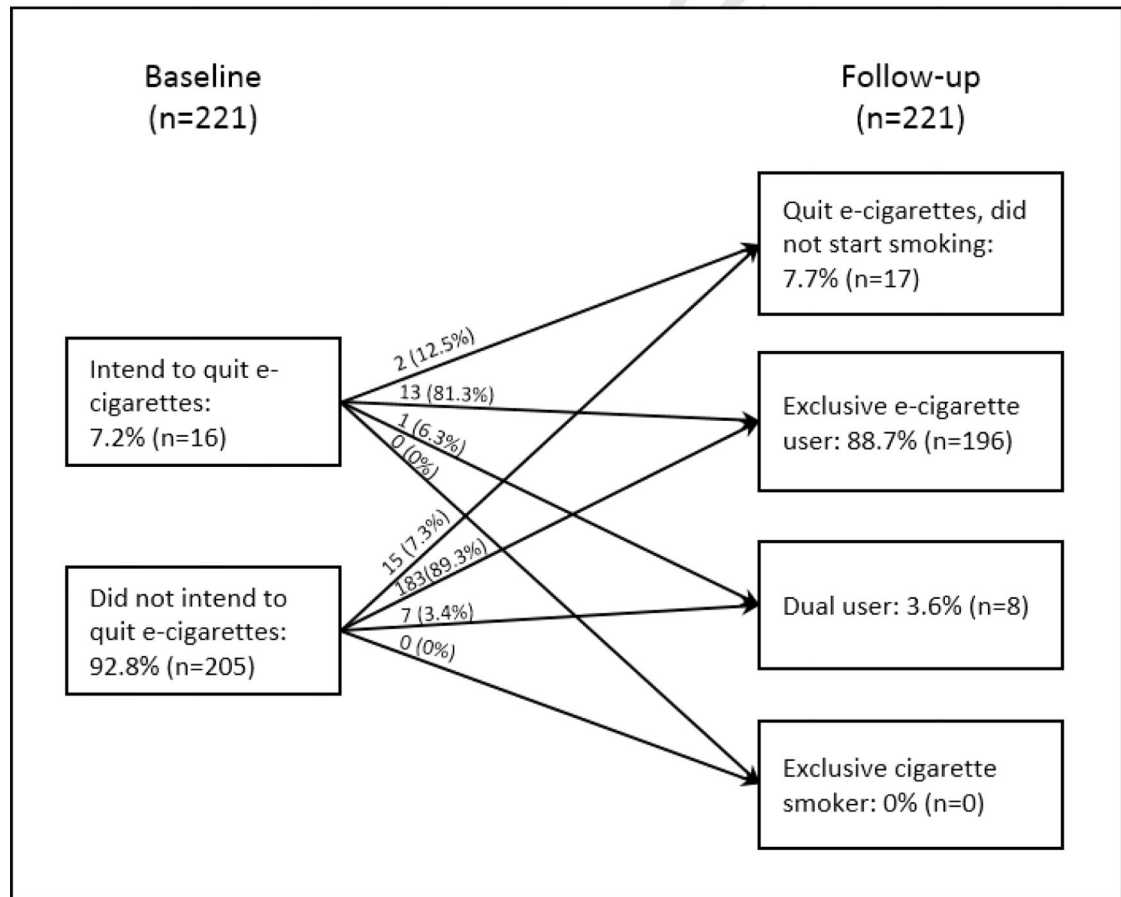 Baseline
(n=221)
Follow-up
(n=221)
Intend to quit e-
cigarettes:
7.2% (n=16)
Did not intend to
quit e-cigarettes:
92.8% (n=205)
2 (12.5%)
13 (81.3%)
1 (6.3%)
0 (0%)
15 (7.3%)
183(89.3%)
7 (3.4%)
0 (0%)
Quit e-cigarettes, did
not start smoking:
7.7% (n=17)
Exclusive e-cigarette
user: 88.7% (n=196)
Dual user: 3.6% (n=8)
Exclusive cigarette
smoker: 0% (n=0)